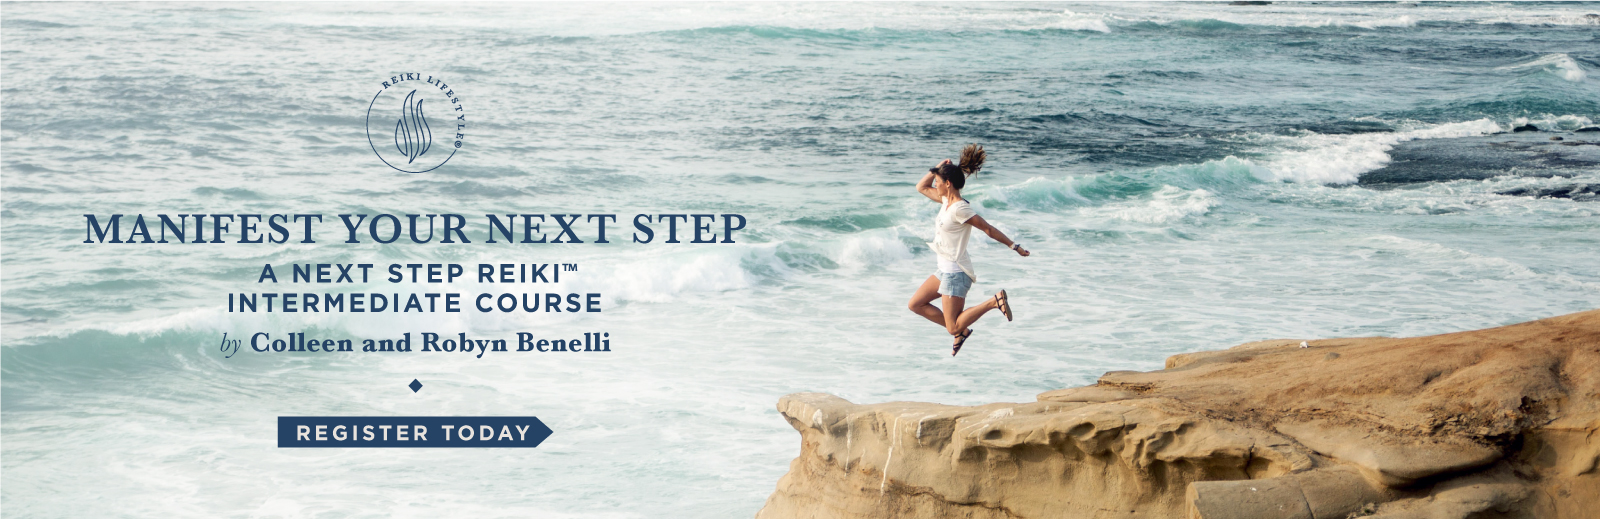 REIKI LIFESTYLE®
MANIFEST YOUR NEXT STEP
A NEXT STEP REIKI™
INTERMEDIATE COURSE
by Colleen and Robyn Benelli
REGISTER TODAY